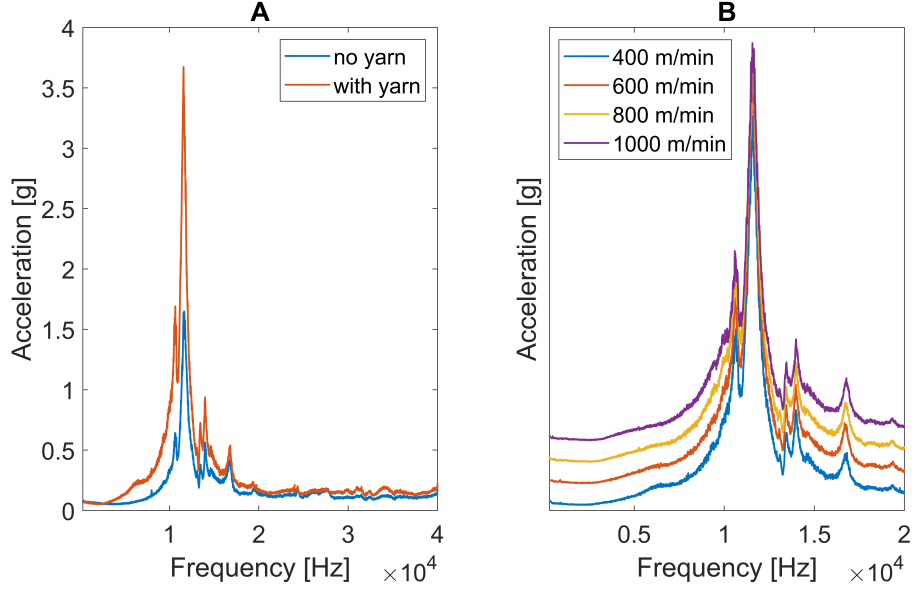 A
B
4
3.5
3
2.5
2
1.5
1
0.5
0
Acceleration [g]
no yarn
with yarn
1 2 3 4
Frequency [Hz] ×10⁴
Acceleration [g]
400 m/min
600 m/min
800 m/min
1000 m/min
0.5 1 1.5 2
Frequency [Hz] ×10⁴